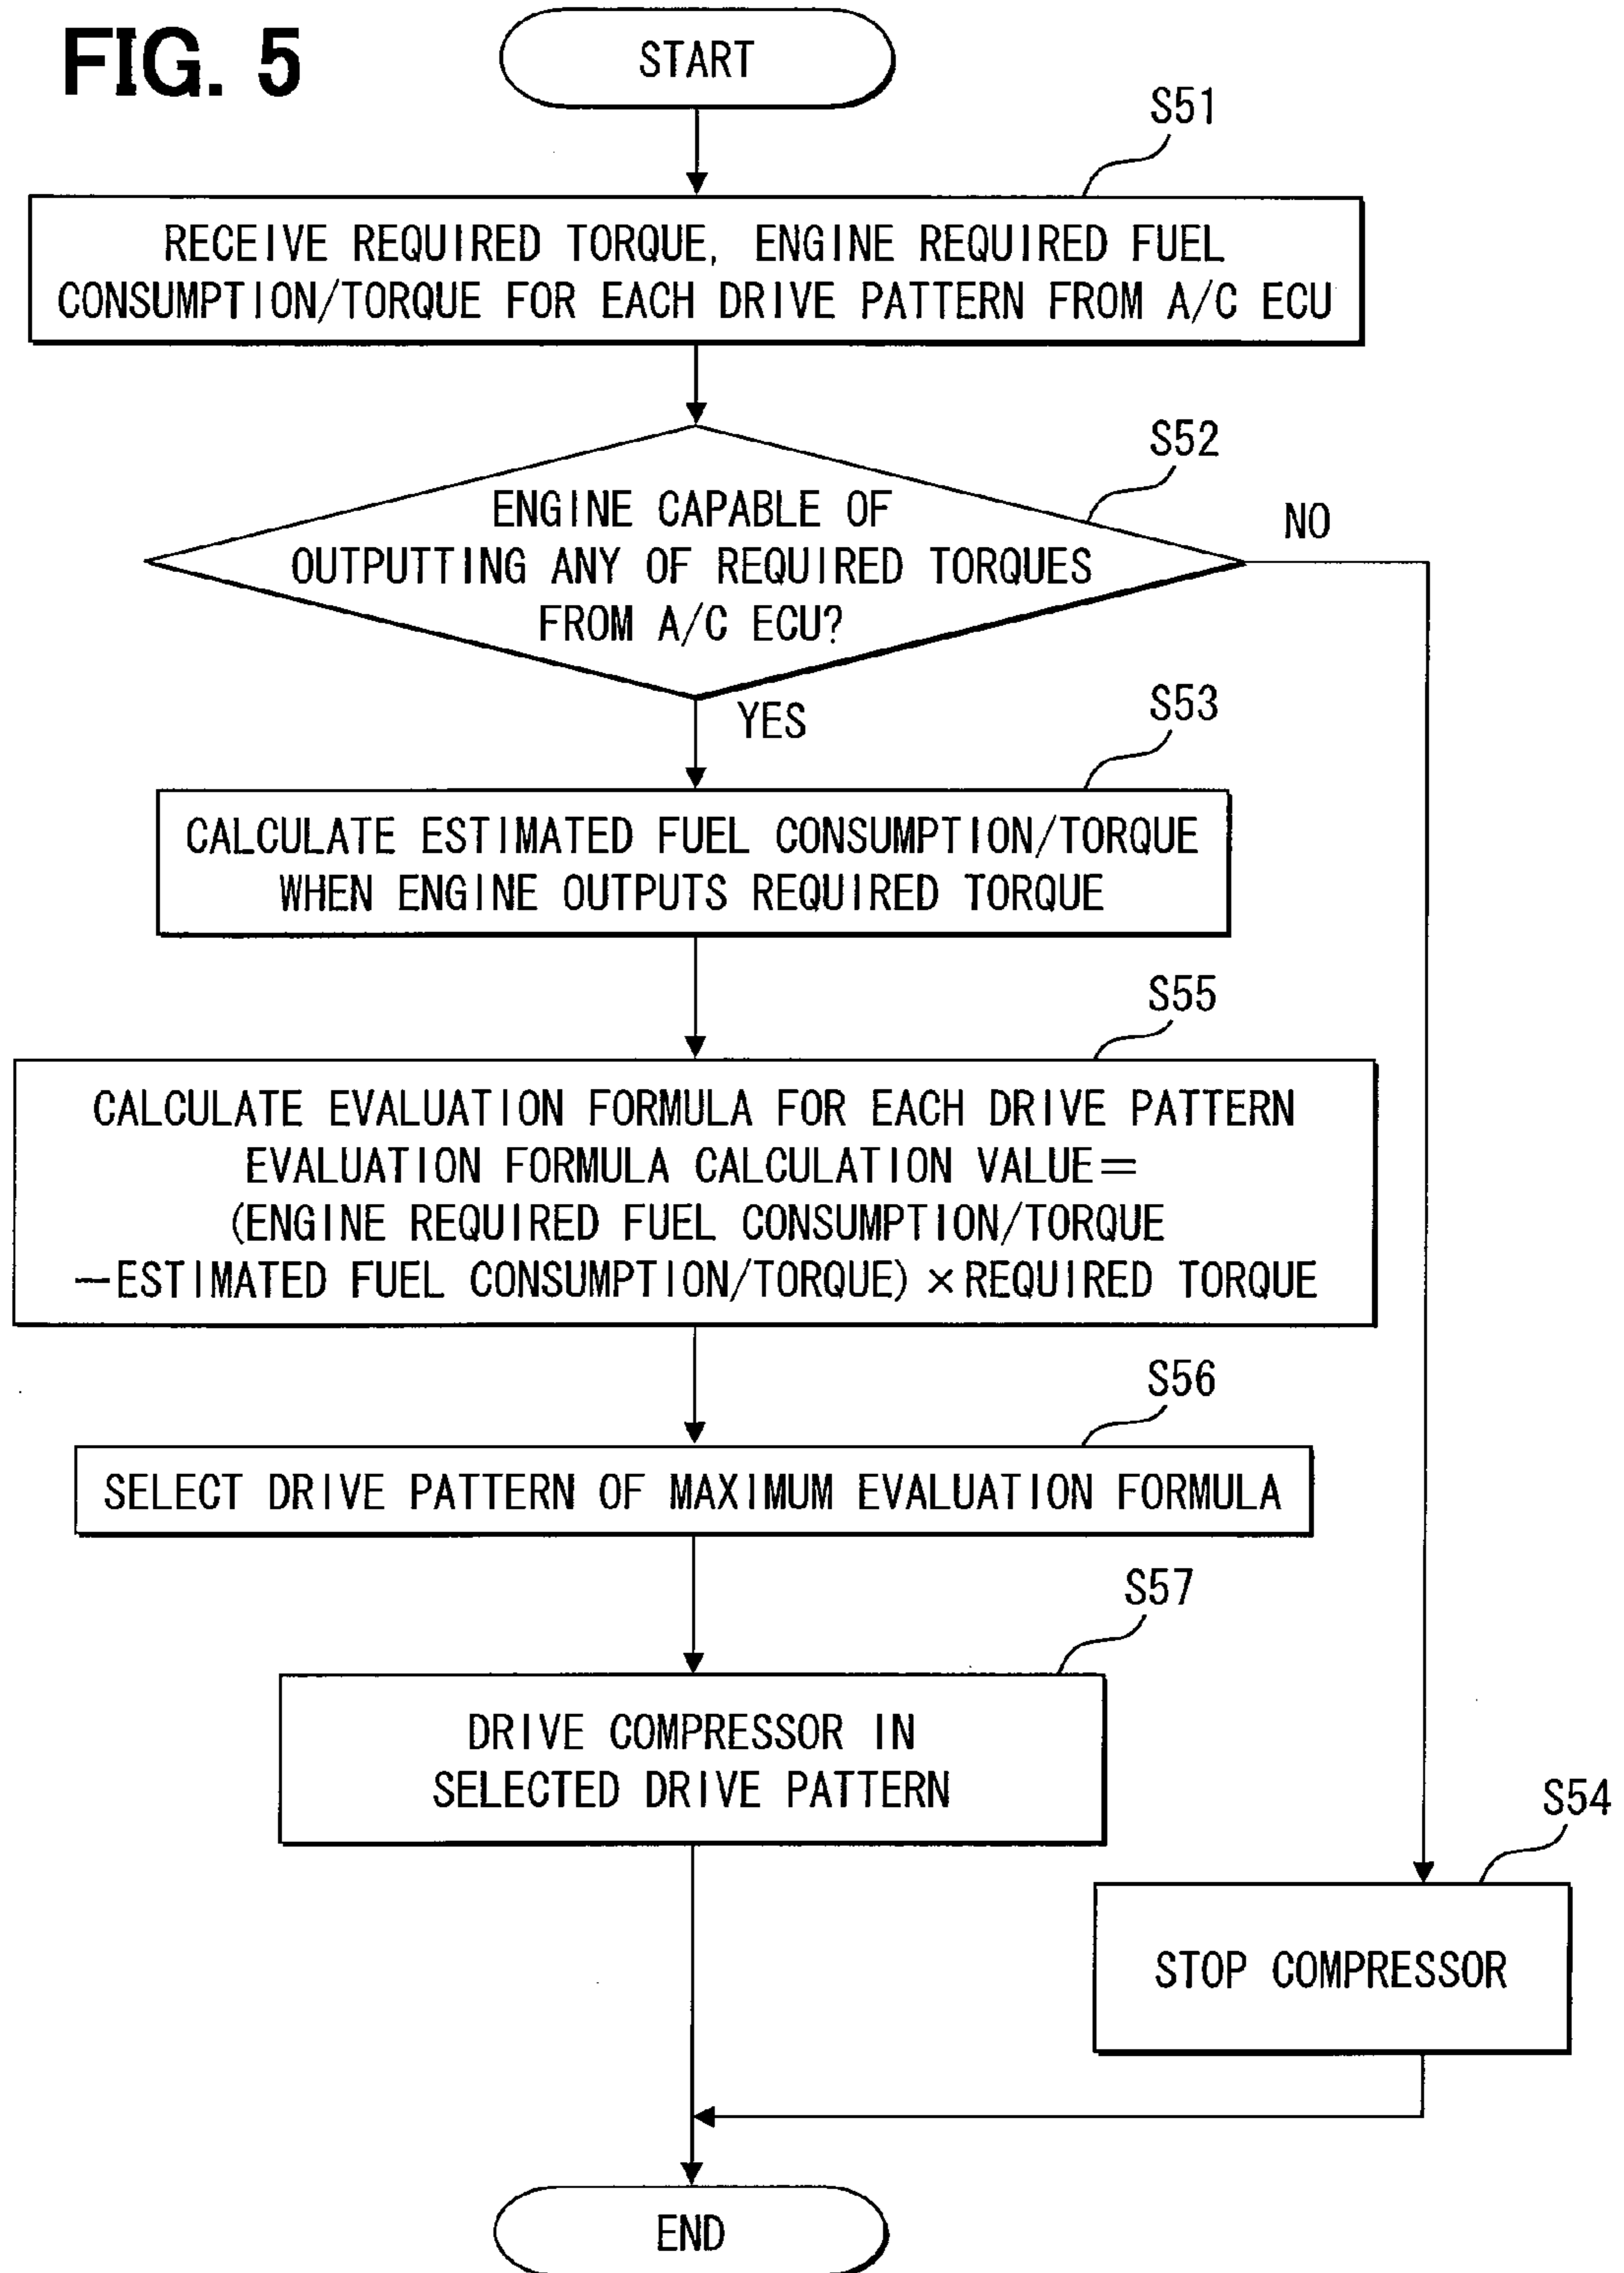 FIG. 5
START
S51
RECEIVE REQUIRED TORQUE, ENGINE REQUIRED FUEL
CONSUMPTION/TORQUE FOR EACH DRIVE PATTERN FROM A/C ECU
S52
ENGINE CAPABLE OF
OUTPUTTING ANY OF REQUIRED TORQUES
FROM A/C ECU?
NO
YES
S53
CALCULATE ESTIMATED FUEL CONSUMPTION/TORQUE
WHEN ENGINE OUTPUTS REQUIRED TORQUE
S55
CALCULATE EVALUATION FORMULA FOR EACH DRIVE PATTERN
EVALUATION FORMULA CALCULATION VALUE=
(ENGINE REQUIRED FUEL CONSUMPTION/TORQUE
−ESTIMATED FUEL CONSUMPTION/TORQUE)×REQUIRED TORQUE
S56
SELECT DRIVE PATTERN OF MAXIMUM EVALUATION FORMULA
S57
DRIVE COMPRESSOR IN
SELECTED DRIVE PATTERN
S54
STOP COMPRESSOR
END